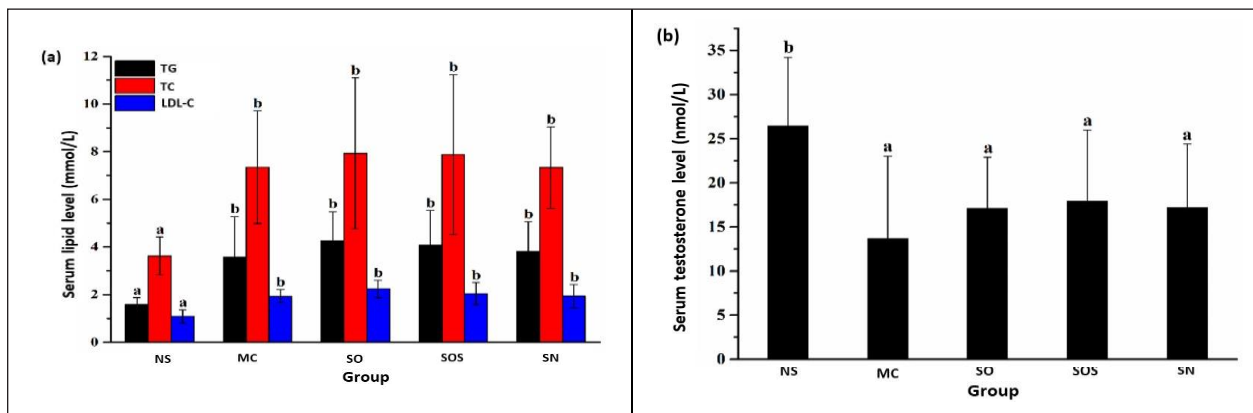 (a)
TG
TC
LDL-C
Serum lipid level (mmol/L)
12
10
8
6
4
2
0
a
a
a
b
b
b
b
b
b
b
b
b
b
b
b
NS
MC
SO
SOS
SN
Group
(b)
Serum testosterone level (nmol/L)
35
30
25
20
15
10
5
0
b
a
a
a
a
NS
MC
SO
SOS
SN
Group